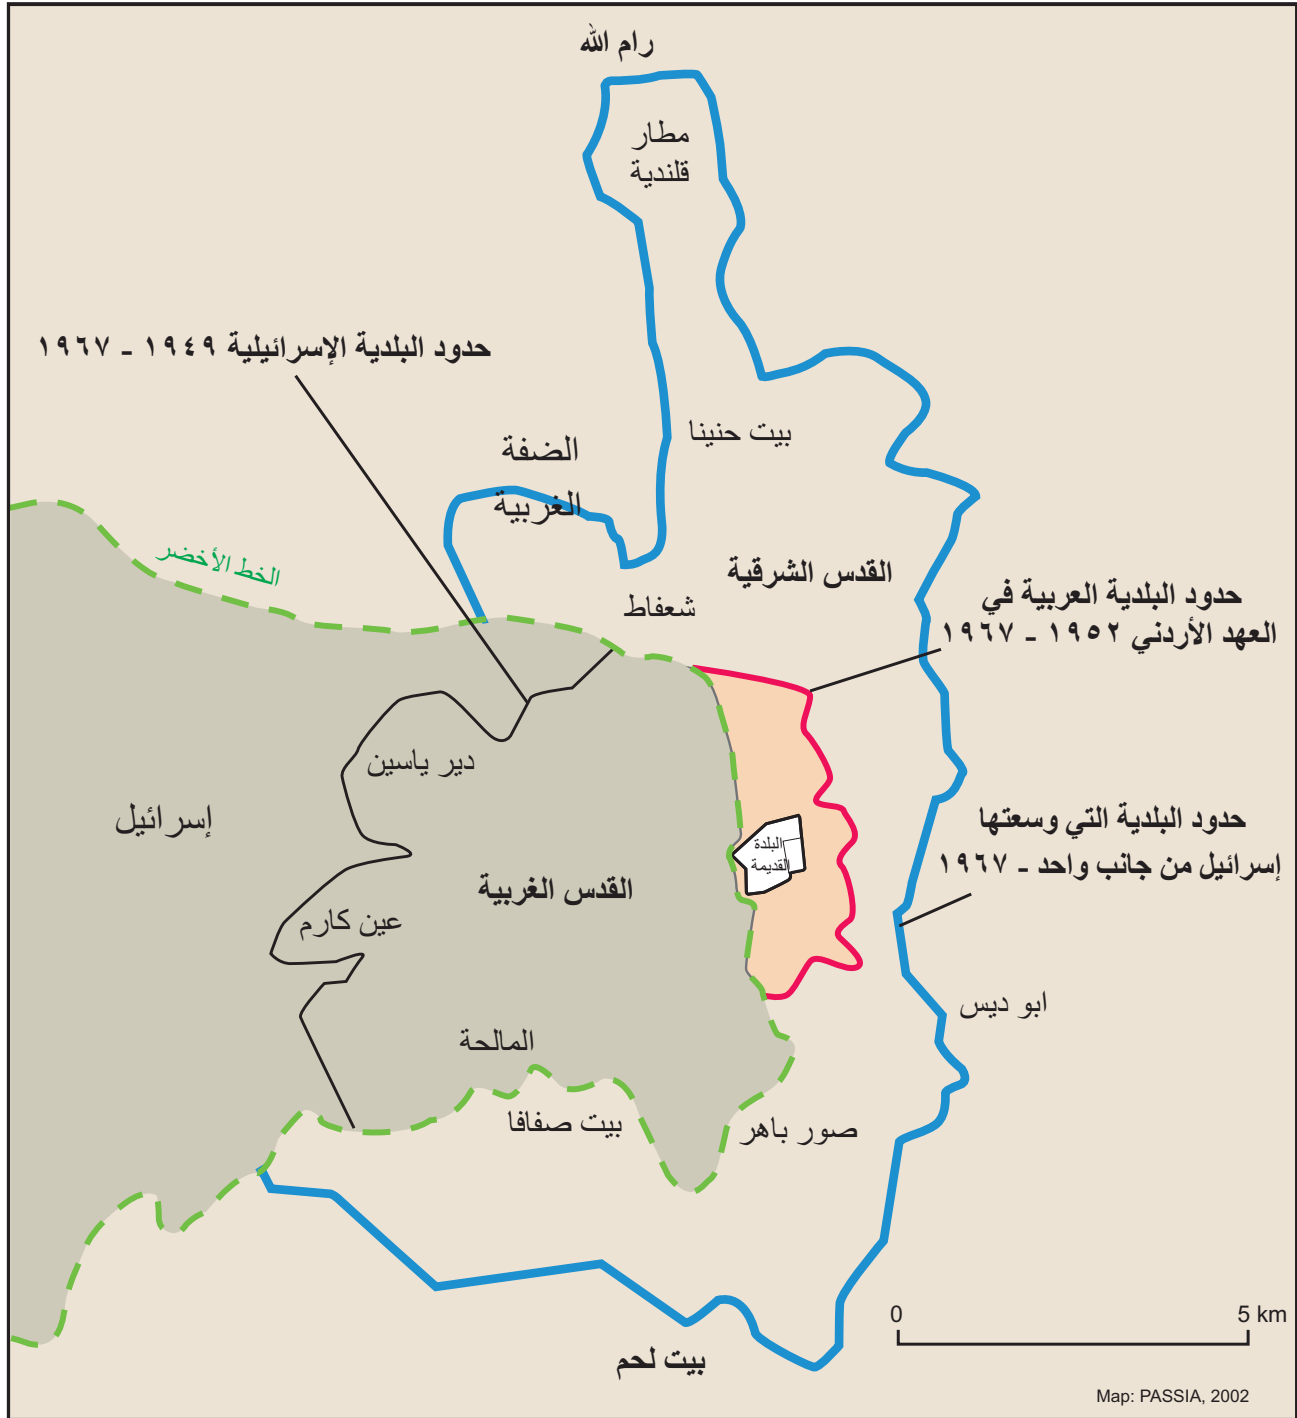 رام الله
مطار
قلندية
حدود البلدية الإسرائيلية ١٩٤٩ - ١٩٦٧
بيت حنينا
الضفة
الغربية
الخط الأخضر
القدس الشرقية
شعفاط
حدود البلدية العربية في
العهد الأردني ١٩٥٢ - ١٩٦٧
دير ياسين
إسرائيل
حدود البلدية التي وسعتها
إسرائيل من جانب واحد - ١٩٦٧
البلدة
القديمة
القدس الغربية
عين كارم
ابو ديس
المالحة
بيت صفافا
صور باهر
0
5 km
بيت لحم
Map: PASSIA, 2002